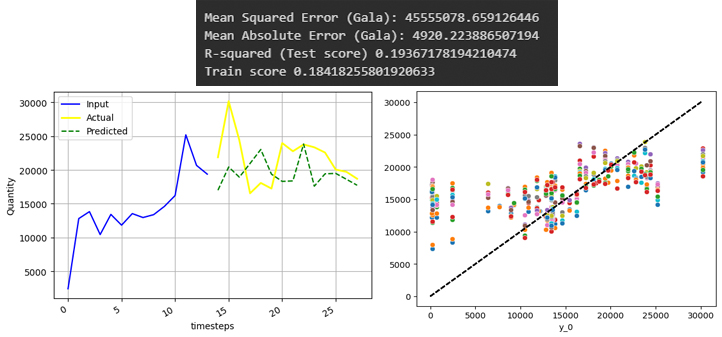 Mean Squared Error (Gala): 45555078.659126446
Mean Absolute Error (Gala): 4920.223886507194
R-squared (Test score) 0.19367178194210474
Train score 0.18418255801920633
30000
25000
20000
15000
10000
5000
Quantity
Input
Actual
Predicted
0
5
10
15
20
25
timesteps
30000
25000
20000
15000
10000
5000
0
0
5000
10000
15000
20000
25000
30000
y_0